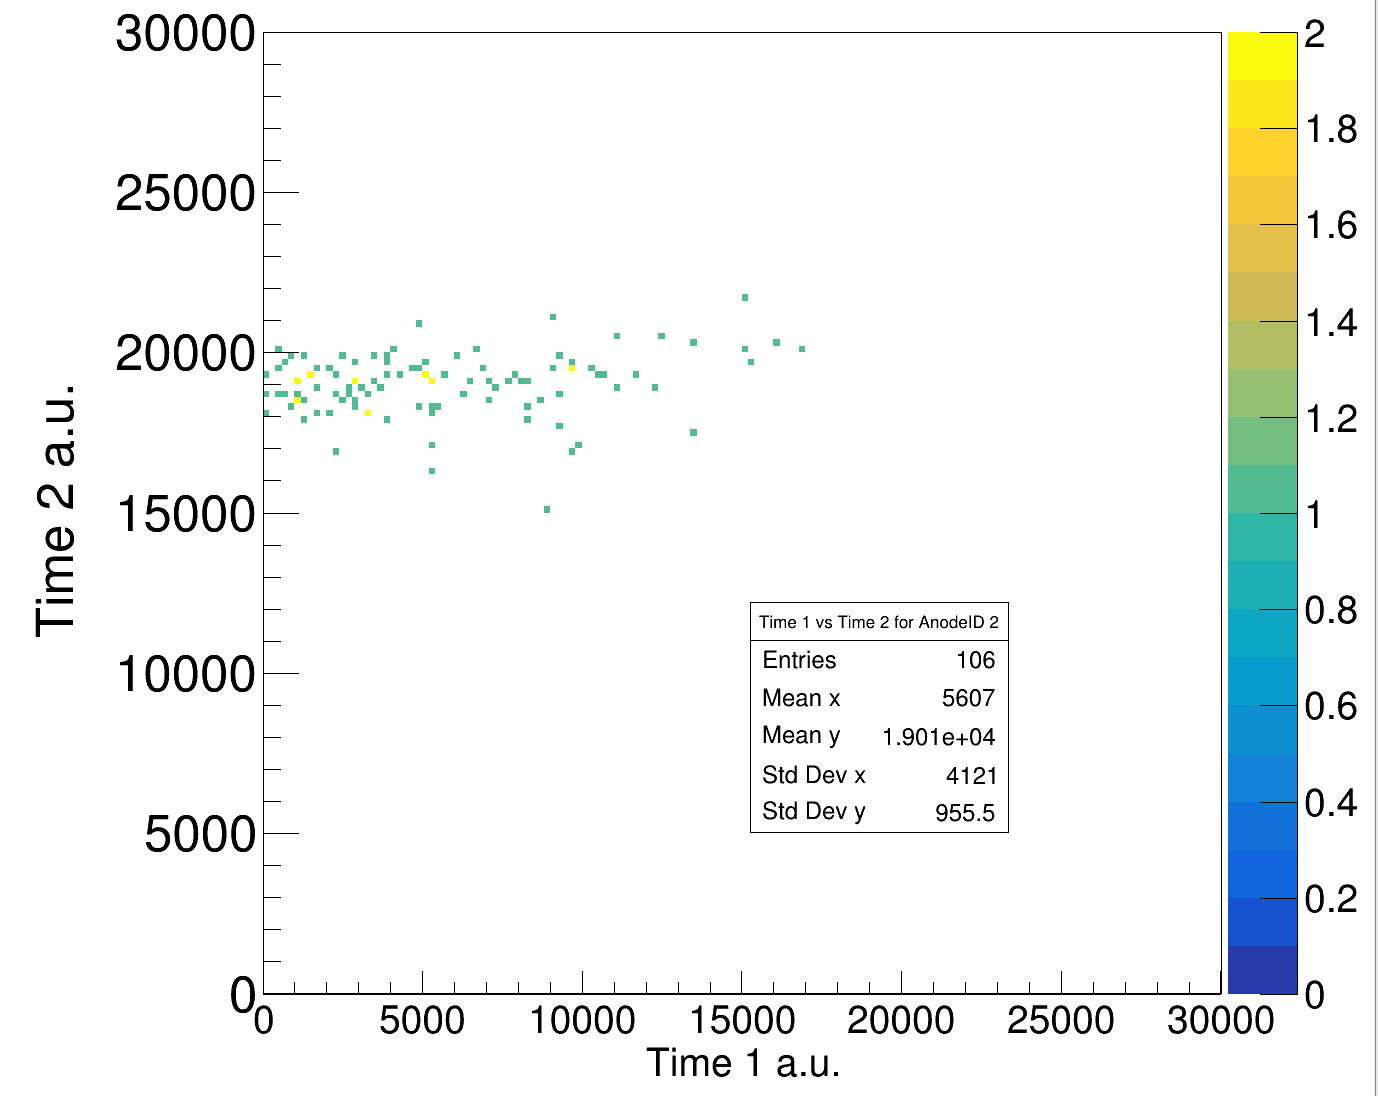 30000
25000
20000
15000
10000
5000
0
Time 2 a.u.
0 5000 10000 15000 20000 25000 30000
Time 1 a.u.
Time 1 vs Time 2 for AnodeID 2
Entries 106
Mean x 5607
Mean y 1.901e+04
Std Dev x 4121
Std Dev y 955.5
2
1.8
1.6
1.4
1.2
1
0.8
0.6
0.4
0.2
0